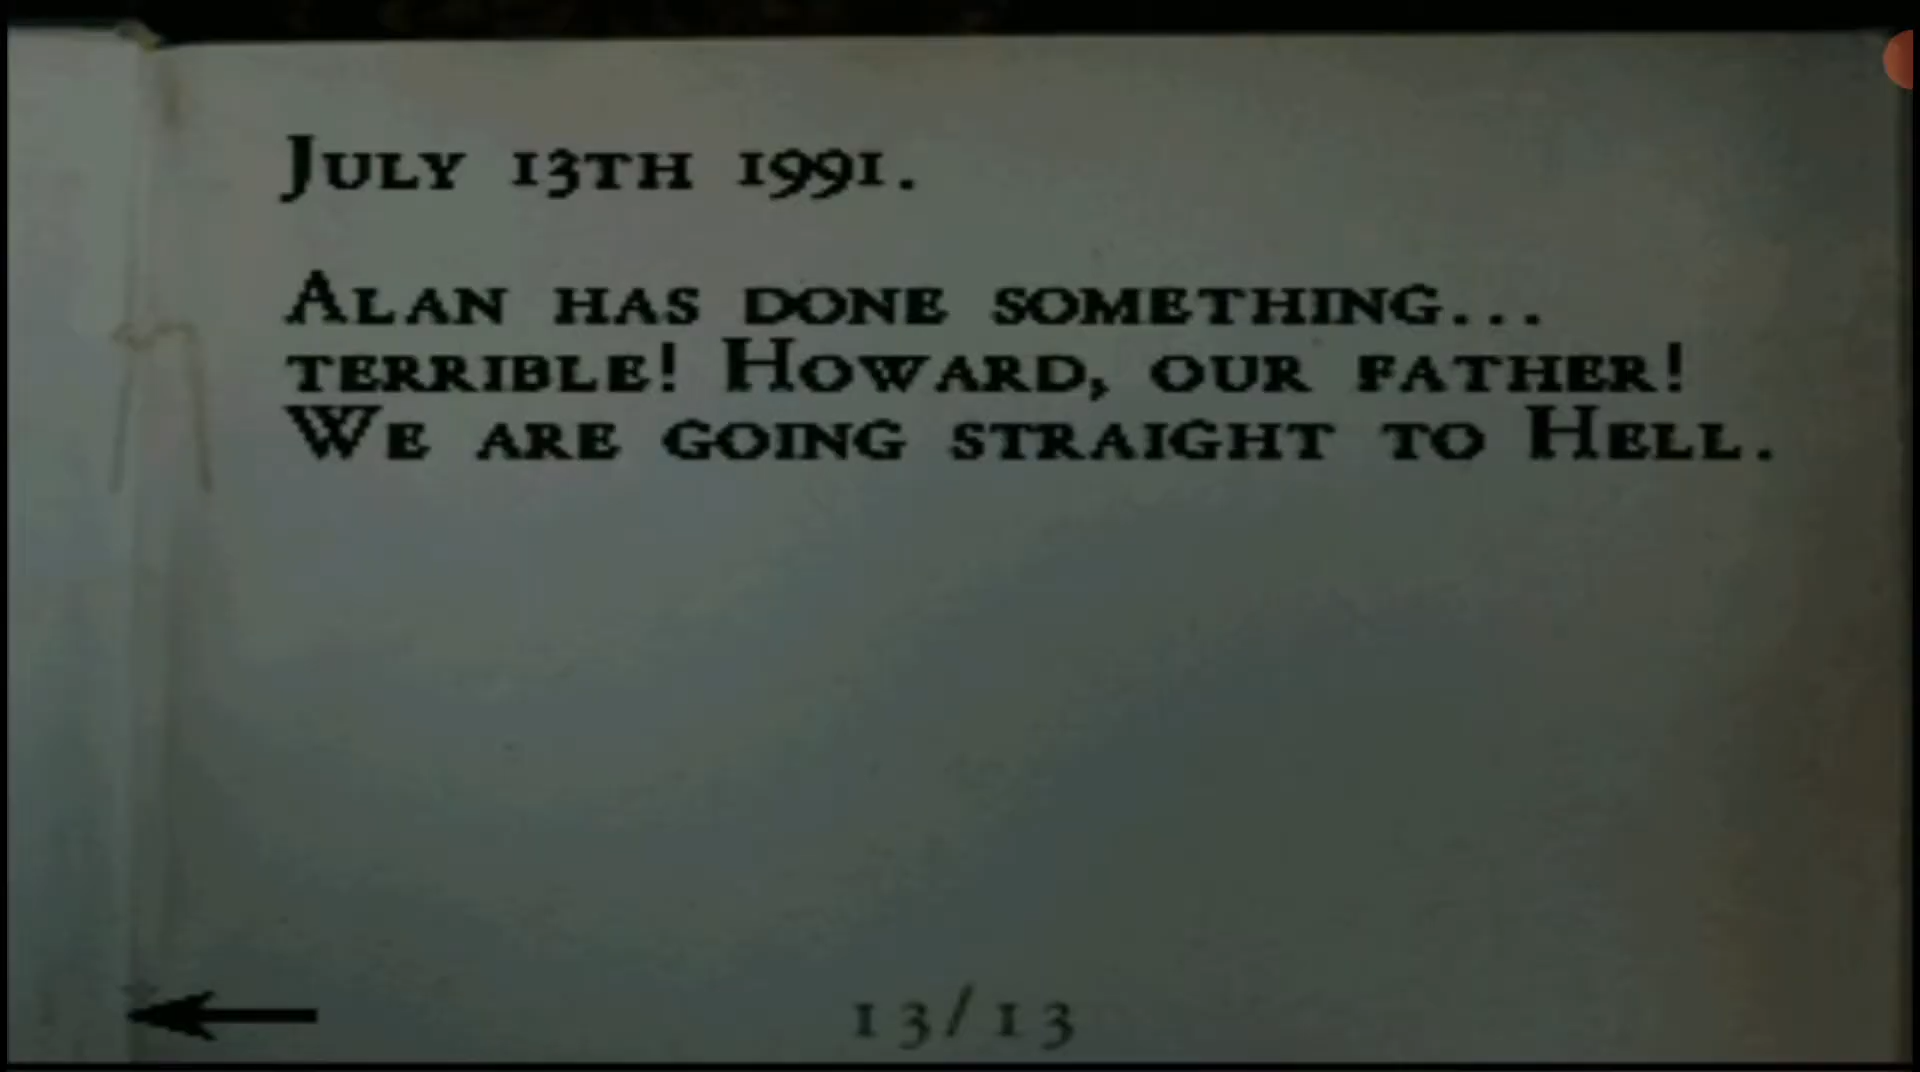 July 13th 1991.
Alan has done something...
terrible! Howard, our father!
We are going straight to Hell.
13/13